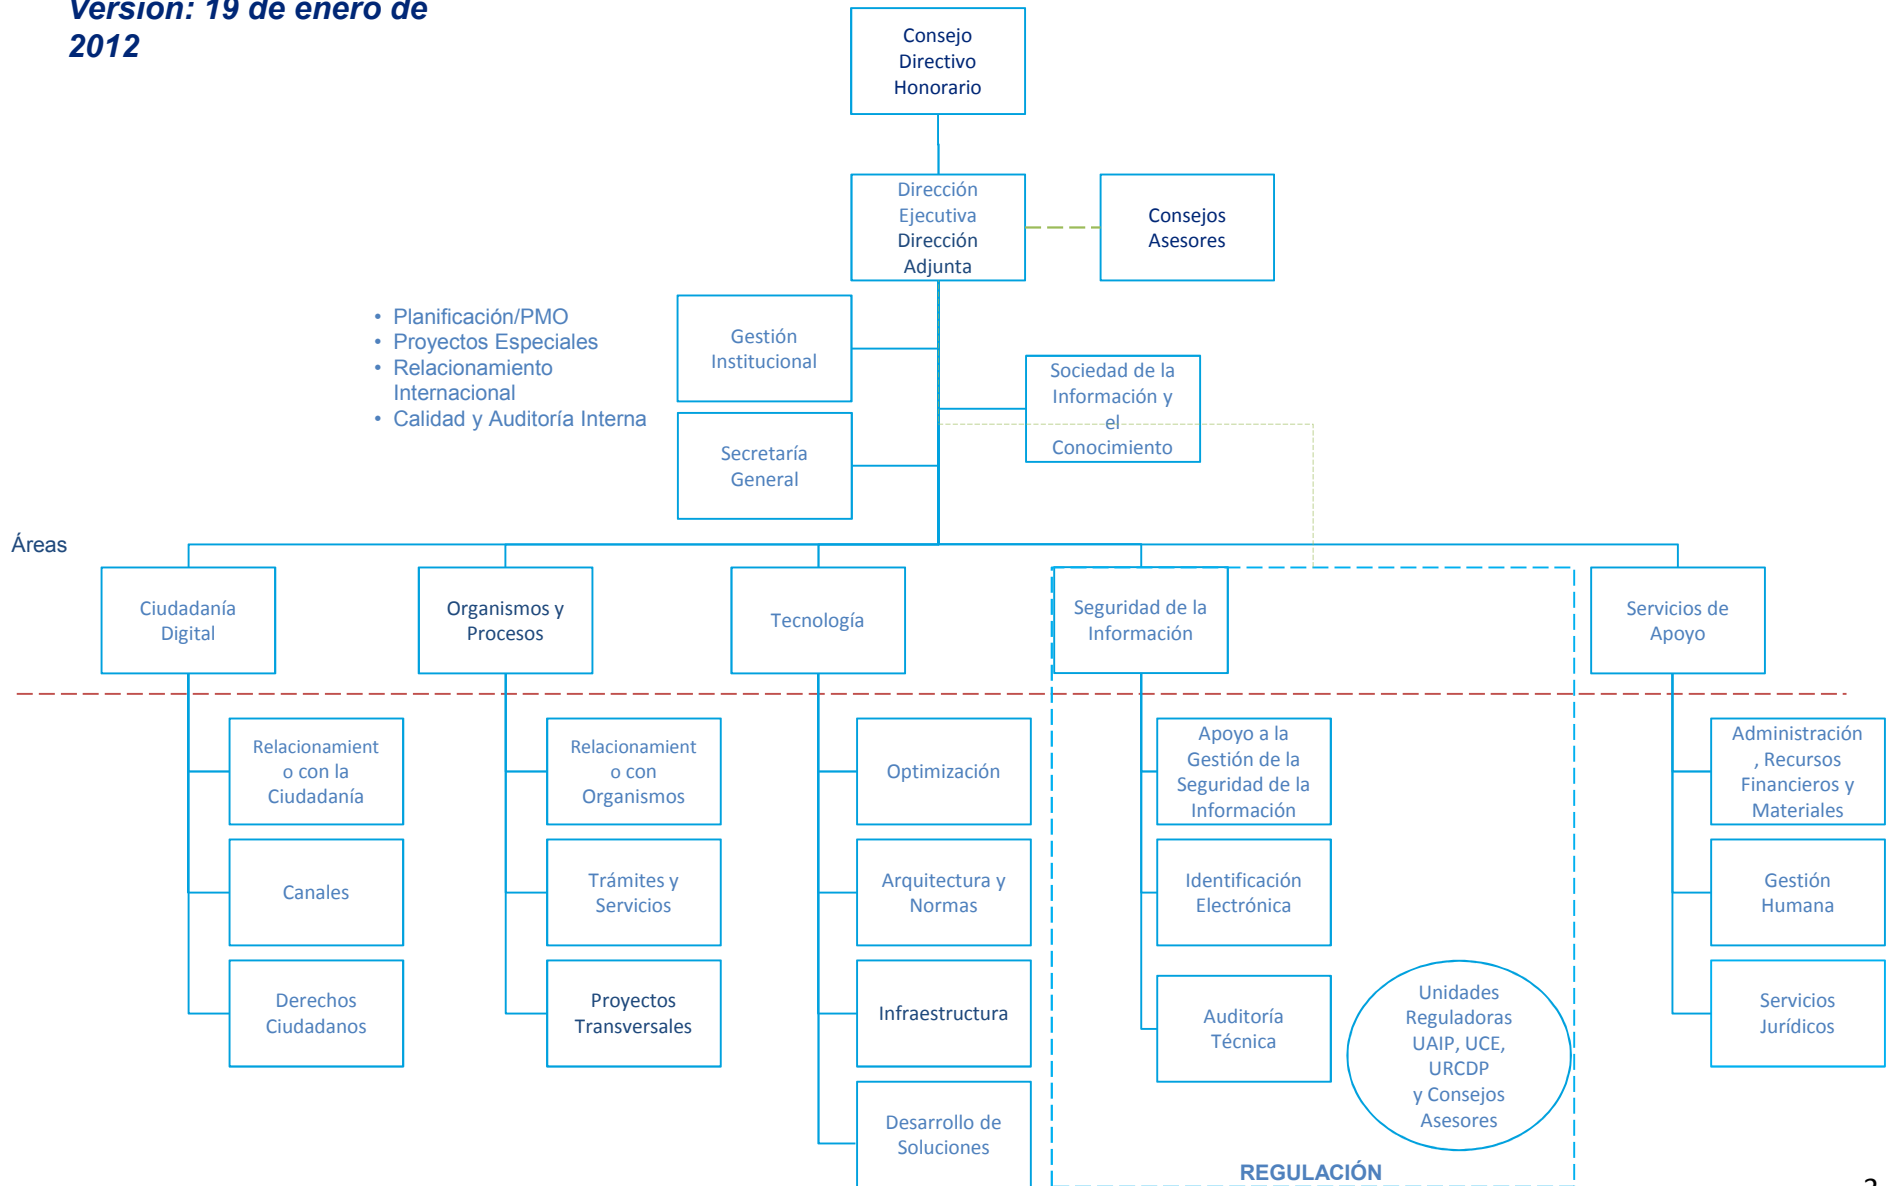 Versión: 19 de enero de
2012
Consejo
Directivo
Honorario
Dirección
Ejecutiva
Dirección
Adjunta
Consejos
Asesores
• Planificación/PMO
• Proyectos Especiales
• Relacionamiento
Internacional
• Calidad y Auditoría Interna
Gestión
Institucional
Sociedad de la
Información y
el
Conocimiento
Secretaría
General
Áreas
Ciudadanía
Digital
Organismos y
Procesos
Tecnología
Seguridad de la
Información
Servicios de
Apoyo
Relacionamient
o con la
Ciudadanía
Canales
Derechos
Ciudadanos
Relacionamient
o con
Organismos
Trámites y
Servicios
Proyectos
Transversales
Optimización
Arquitectura y
Normas
Infraestructura
Desarrollo de
Soluciones
Apoyo a la
Gestión de la
Seguridad de la
Información
Identificación
Electrónica
Auditoría
Técnica
Unidades
Reguladoras
UAIP, UCE,
URCDP
y Consejos
Asesores
REGULACIÓN
Administración
, Recursos
Financieros y
Materiales
Gestión
Humana
Servicios
Jurídicos